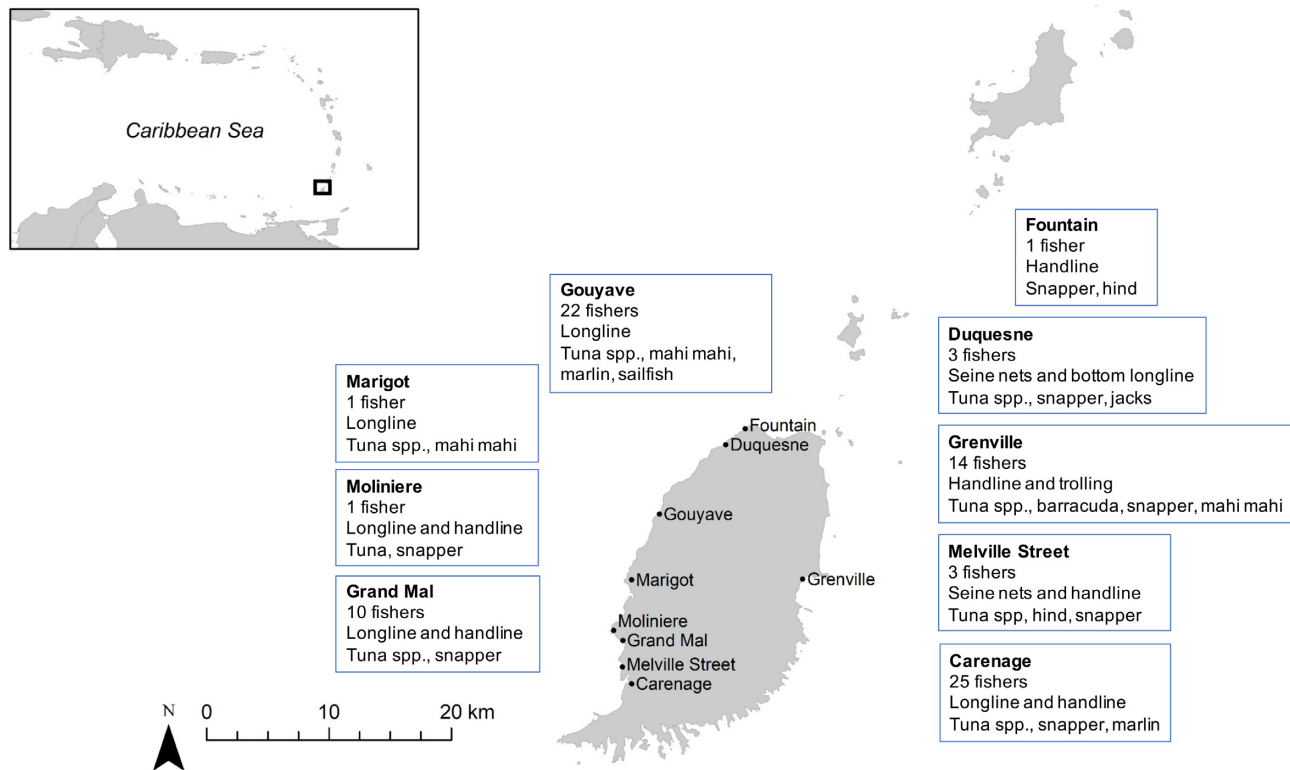 Caribbean Sea
Fountain
1 fisher
Handline
Snapper, hind
Gouyave
22 fishers
Longline
Tuna spp., mahi mahi,
marlin, sailfish
Duquesne
3 fishers
Seine nets and bottom longline
Tuna spp., snapper, jacks
Marigot
1 fisher
Longline
Tuna spp., mahi mahi
Grenville
14 fishers
Handline and trolling
Tuna spp., barracuda, snapper, mahi mahi
Moliniere
1 fisher
Longline and handline
Tuna, snapper
Melville Street
3 fishers
Seine nets and handline
Tuna spp, hind, snapper
Grand Mal
10 fishers
Longline and handline
Tuna spp., snapper
Carenage
25 fishers
Longline and handline
Tuna spp., snapper, marlin
Fountain
Duquesne
Gouyave
Marigot
Grenville
Moliniere
Grand Mal
Melville Street
Carenage
N
0 10 20 km